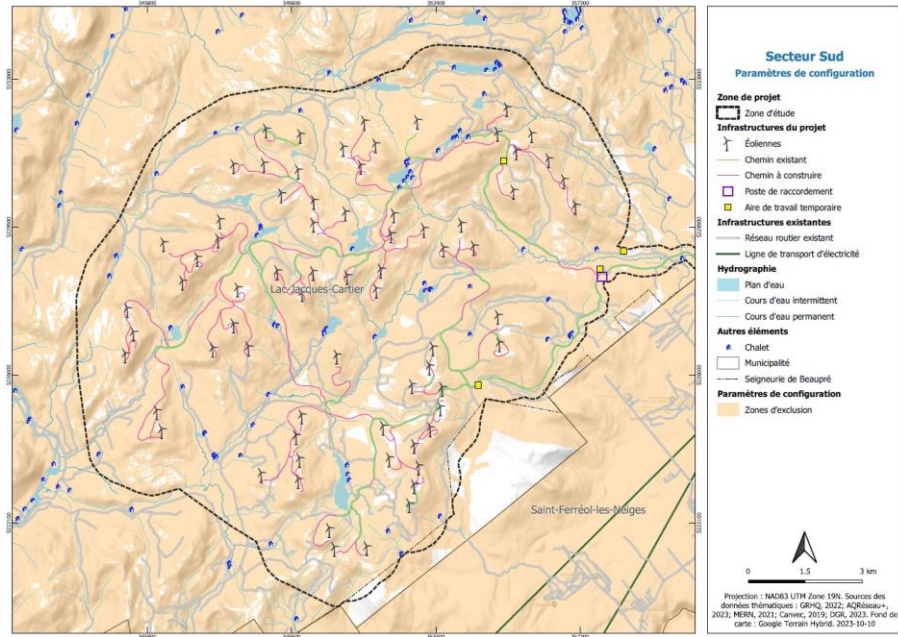 345800
349600
353400
357200
Lac-Jacques-Cartier
Saint-Ferréol-les-Neiges
Secteur Sud
Paramètres de configuration
Zone de projet
Zone d'étude
Infrastructures du projet
Éoliennes
Chemin existant
Chemin à construire
Poste de raccordement
Aire de travail temporaire
Infrastructures existantes
Réseau routier existant
Ligne de transport d'électricité
Hydrographie
Plan d'eau
Cours d'eau intermittent
Cours d'eau permanent
Autres éléments
Chalet
Municipalité
Seigneurie de Beaupré
Paramètres de configuration
Zones d'exclusion
0 1.5 3 km
Projection : NAD83 UTM Zone 19N. Sources des
données thématiques : GRHQ, 2022; AQRéseau+,
2023; MERN, 2021; Canvec, 2019; DGR, 2023. Fond de
carte : Google Terrain Hybrid. 2023-10-10